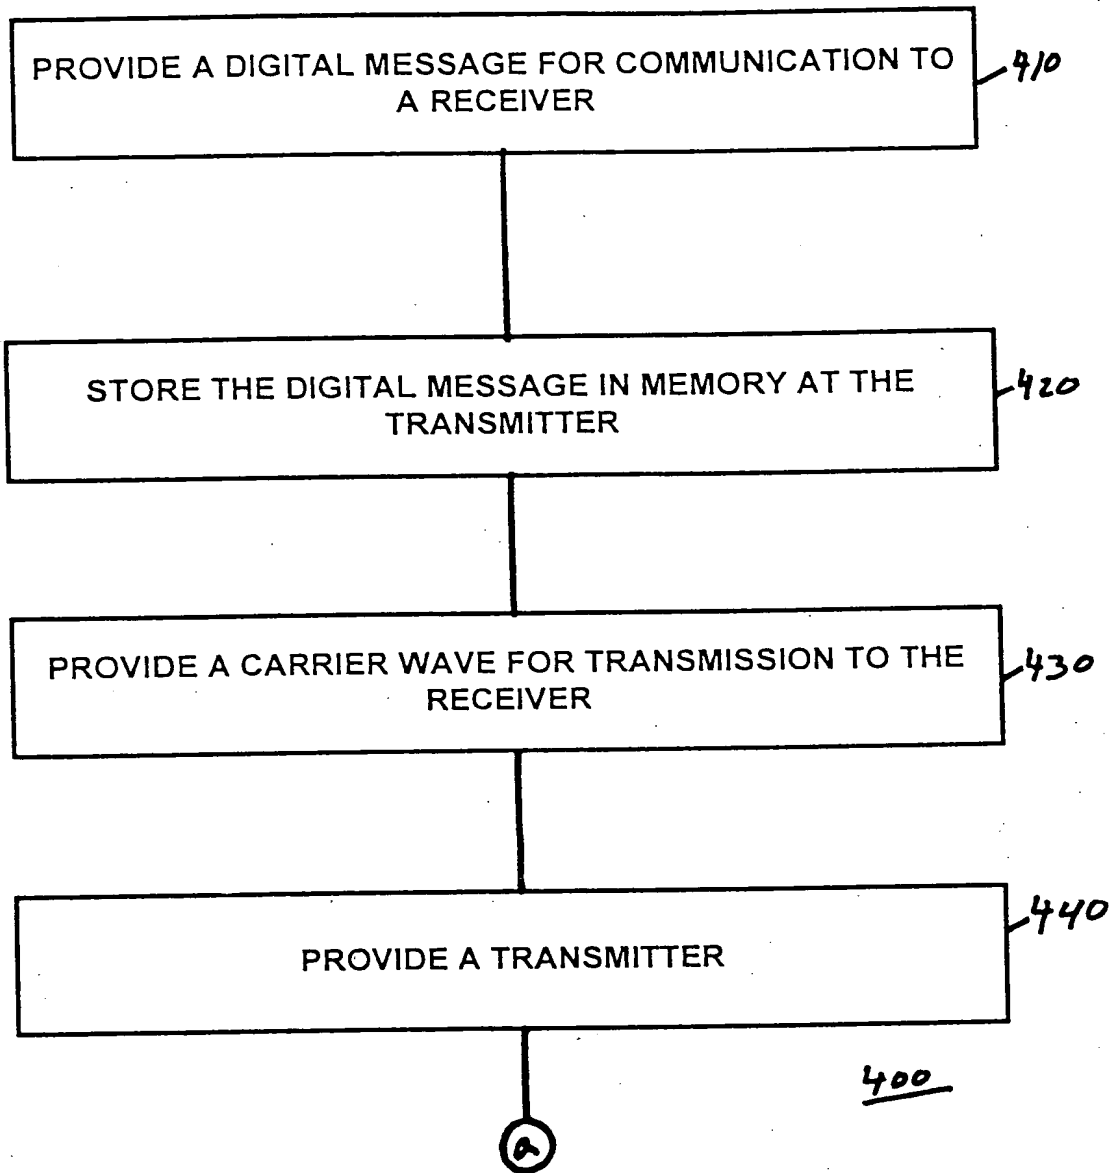 PROVIDE A DIGITAL MESSAGE FOR COMMUNICATION TO
A RECEIVER
410
STORE THE DIGITAL MESSAGE IN MEMORY AT THE
TRANSMITTER
420
PROVIDE A CARRIER WAVE FOR TRANSMISSION TO THE
RECEIVER
430
PROVIDE A TRANSMITTER
440
400
a